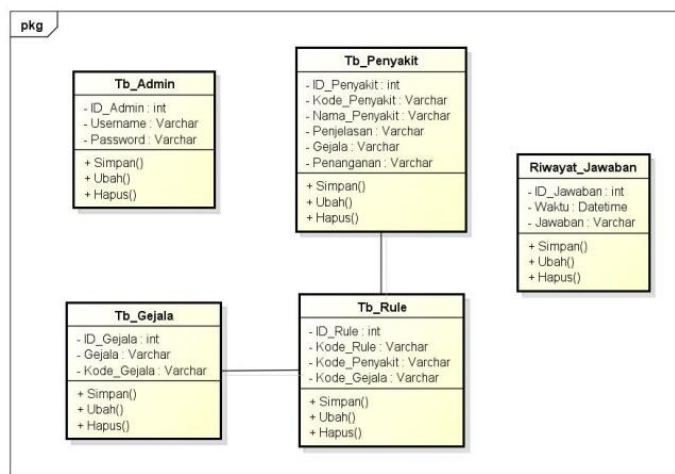 pkg
Tb_Admin
- ID_Admin : int
- Username : Varchar
- Password : Varchar
+ Simpan()
+ Ubah()
+ Hapus()
Tb_Penyakit
- ID_Penyakit : int
- Kode_Penyakit : Varchar
- Nama_Penyakit : Varchar
- Penjelasan : Varchar
- Gejala : Varchar
- Penanganan : Varchar
+ Simpan()
+ Ubah()
+ Hapus()
Riwayat_Jawaban
- ID_Jawaban : int
- Waktu : Datetime
- Jawaban : Varchar
+ Simpan()
+ Ubah()
+ Hapus()
Tb_Gejala
- ID_Gejala : int
- Gejala : Varchar
- Kode_Gejala : Varchar
+ Simpan()
+ Ubah()
+ Hapus()
Tb_Rule
- ID_Rule : int
- Kode_Rule : Varchar
- Kode_Penyakit : Varchar
- Kode_Gejala : Varchar
+ Simpan()
+ Ubah()
+ Hapus()